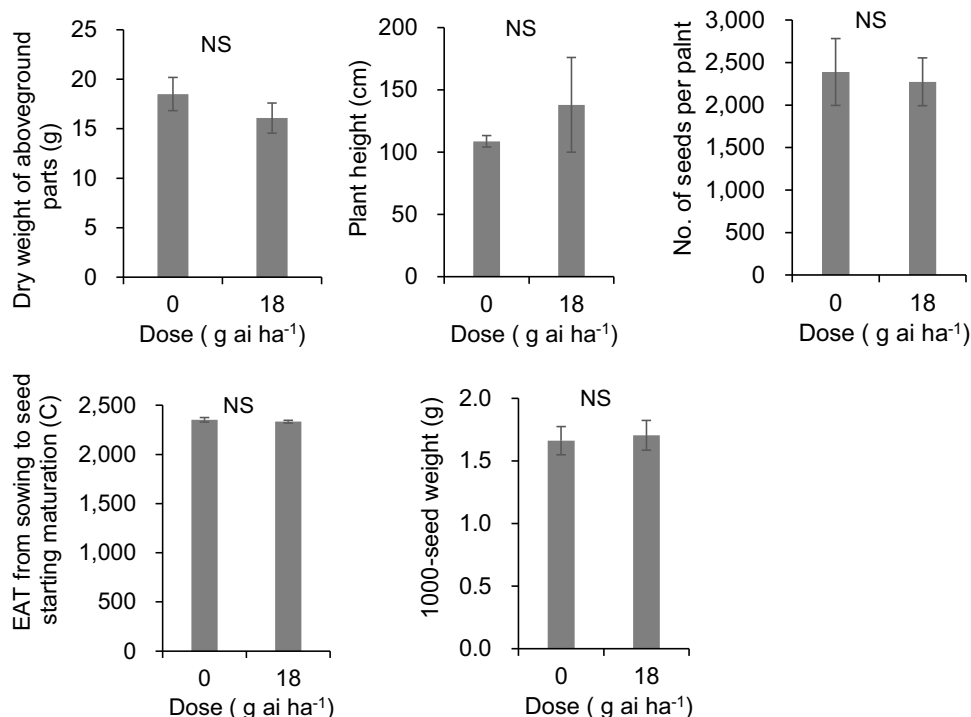 Dry weight of aboveground
parts (g)
25
20
15
10
5
0
NS
0 18
Dose ( g ai ha⁻¹)
Plant height (cm)
200
150
100
50
0
NS
0 18
Dose ( g ai ha⁻¹)
No. of seeds per palnt
3,000
2,500
2,000
1,500
1,000
500
0
NS
0 18
Dose ( g ai ha⁻¹)
EAT from sowing to seed
starting maturation (C)
2,500
2,000
1,500
1,000
500
0
NS
0 18
Dose ( g ai ha⁻¹)
1000-seed weight (g)
2.0
1.5
1.0
0.5
0.0
NS
0 18
Dose ( g ai ha⁻¹)